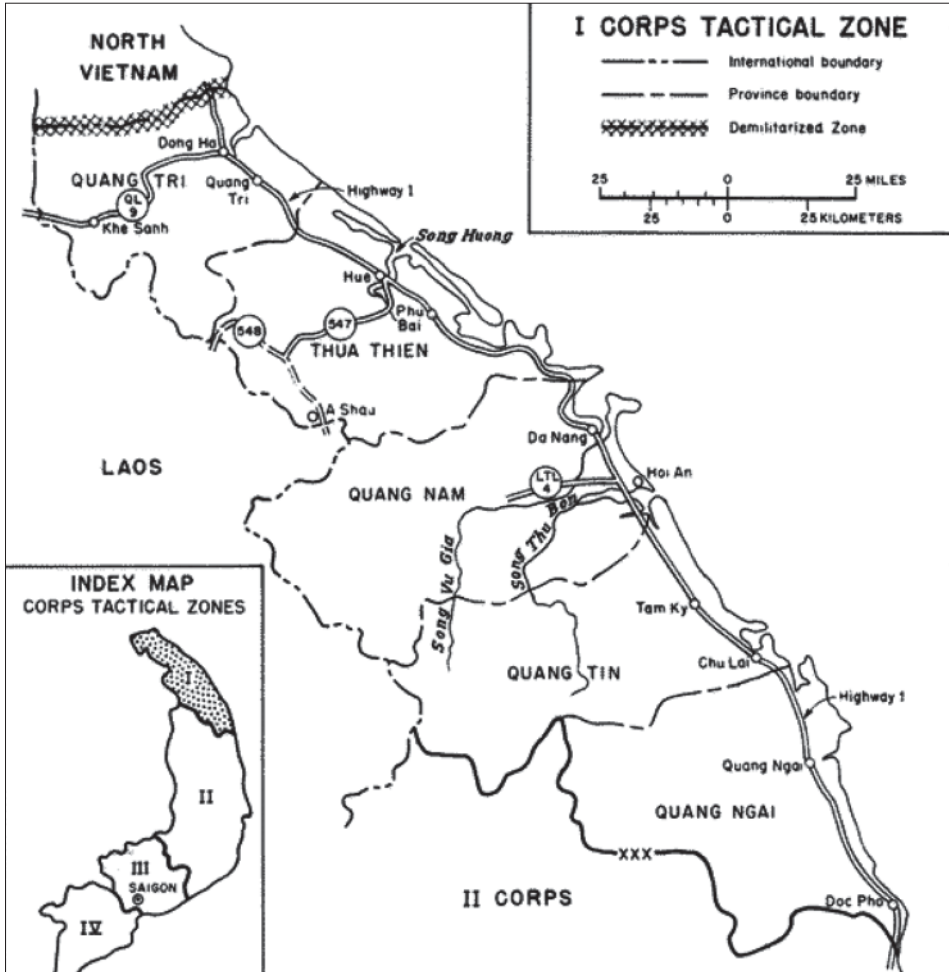 NORTH
VIETNAM
I CORPS TACTICAL ZONE
International boundary
Province boundary
Demilitarized Zone
25 0 25 MILES
25 0 25 KILOMETERS
Dong Ha
QUANG TRI
Quang
Tri
Highway 1
QL
9
Khe Sanh
Song Huong
Hue
Phu
Bai
548
547
THUA THIEN
A Shau
LAOS
Da Nang
QUANG NAM
LTL
4
Hoi An
Song Thu Bon
Song Vu Gia
Tam Ky
QUANG TIN
Chu Lai
Highway 1
Quang Ngai
QUANG NGAI
XXX
II CORPS
Doc Pho
INDEX MAP
CORPS TACTICAL ZONES
I
II
III
SAIGON
IV